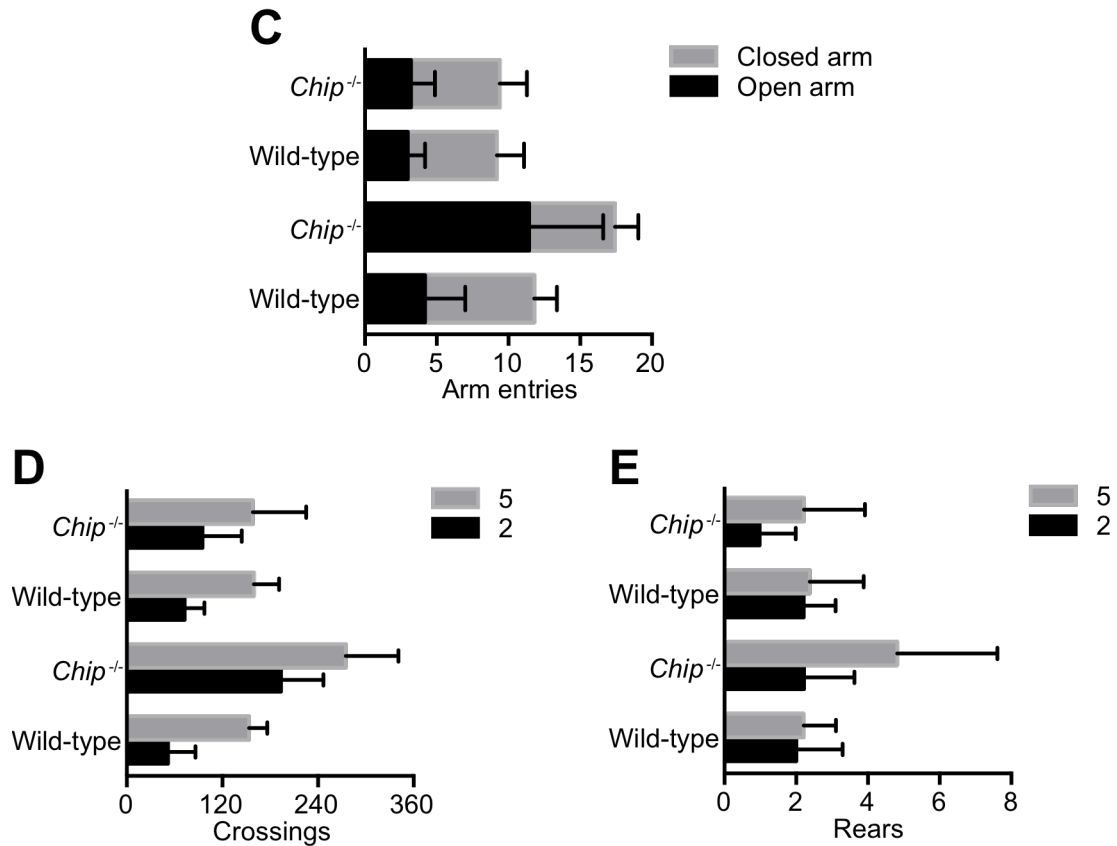 C
Closed arm
Open arm
Chip -/-
Wild-type
Chip -/-
Wild-type
0 5 10 15 20
Arm entries
D
5
2
Chip -/-
Wild-type
Chip -/-
Wild-type
0 120 240 360
Crossings
E
5
2
Chip -/-
Wild-type
Chip -/-
Wild-type
0 2 4 6 8
Rears